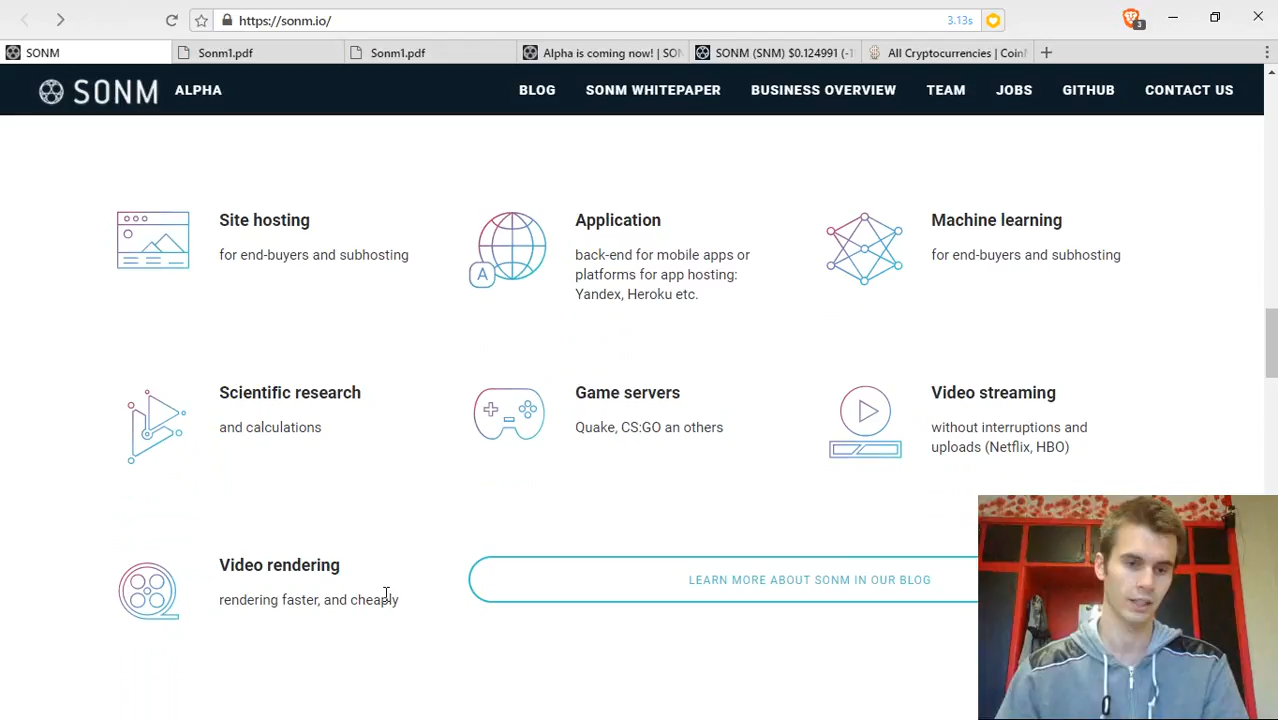 https://sonm.io/
3.13s
3
SONM
Sonm1.pdf
Sonm1.pdf
Alpha is coming now! | SON
SONM (SNM) $0.124991 (-1
All Cryptocurrencies | CoinM
SONM
ALPHA
BLOG
SONM WHITEPAPER
BUSINESS OVERVIEW
TEAM
JOBS
GITHUB
CONTACT US
Site hosting
for end-buyers and subhosting
Application
back-end for mobile apps or
platforms for app hosting:
Yandex, Heroku etc.
A
Machine learning
for end-buyers and subhosting
Scientific research
and calculations
Game servers
Quake, CS:GO an others
Video streaming
without interruptions and
uploads (Netflix, HBO)
Video rendering
rendering faster, and cheaply
LEARN MORE ABOUT SONM IN OUR BLOG